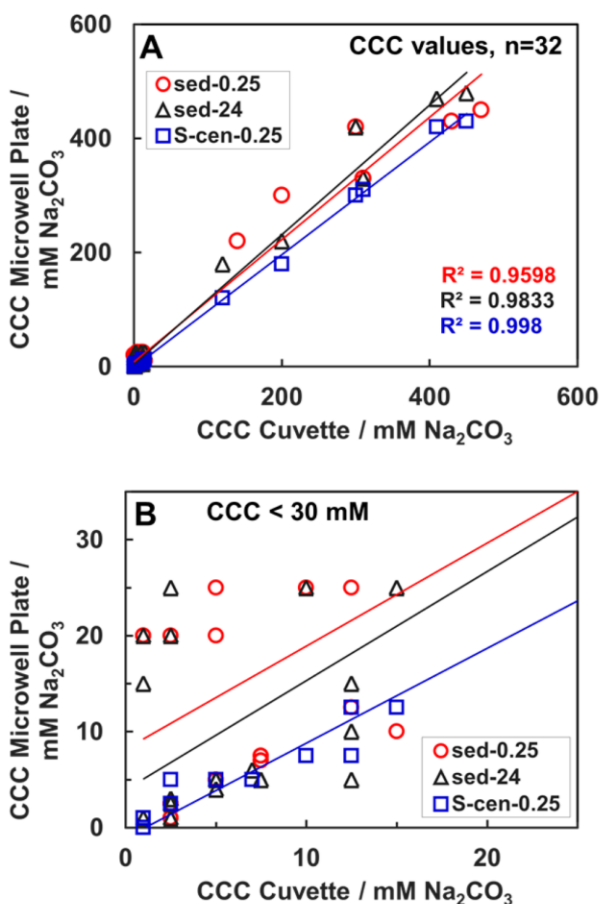 A
CCC values, n=32
sed-0.25
sed-24
S-cen-0.25
600
400
200
0
CCC Microwell Plate /
mM Na₂CO₃
R² = 0.9598
R² = 0.9833
R² = 0.998
0 200 400 600
CCC Cuvette / mM Na₂CO₃
B
CCC < 30 mM
30
20
10
0
CCC Microwell Plate /
mM Na₂CO₃
sed-0.25
sed-24
S-cen-0.25
0 10 20
CCC Cuvette / mM Na₂CO₃